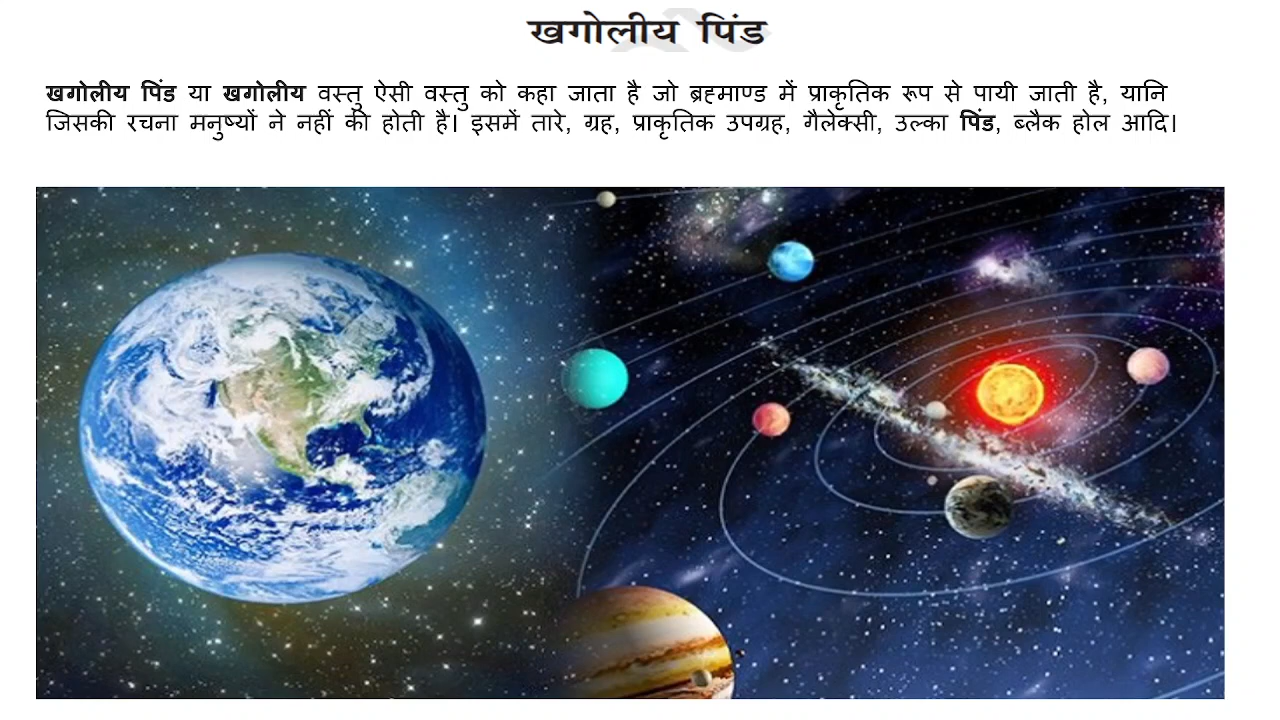 खगोलीय पिंड
खगोलीय पिंड या खगोलीय वस्तु ऐसी वस्तु को कहा जाता है जो ब्रह्माण्ड में प्राकृतिक रूप से पायी जाती है, यानि
जिसकी रचना मनुष्यों ने नहीं की होती है। इसमें तारे, ग्रह, प्राकृतिक उपग्रह, गैलेक्सी, उल्का पिंड, ब्लैक होल आदि।